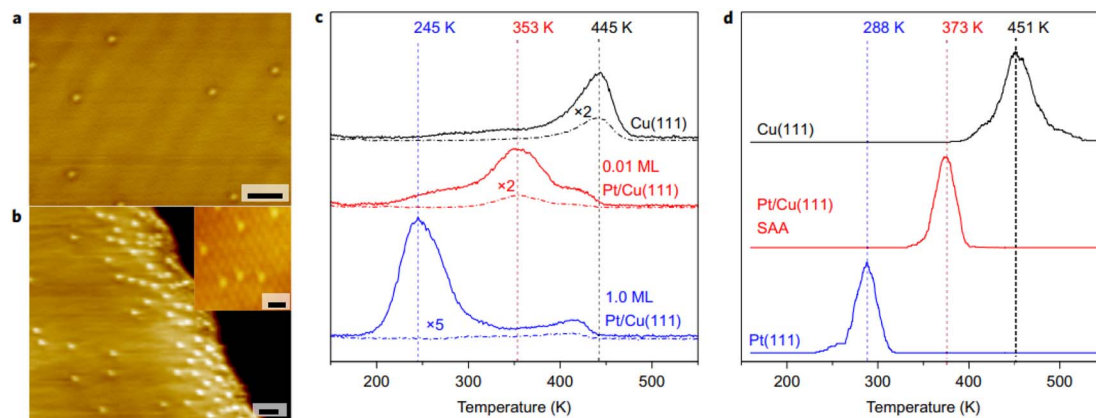 a
b
c
245 K 353 K 445 K
×2
Cu(111)
×2
0.01 ML
Pt/Cu(111)
×5
1.0 ML
Pt/Cu(111)
200 300 400 500
Temperature (K)
d
288 K 373 K 451 K
Cu(111)
Pt/Cu(111)
SAA
Pt(111)
200 300 400 500
Temperature (K)